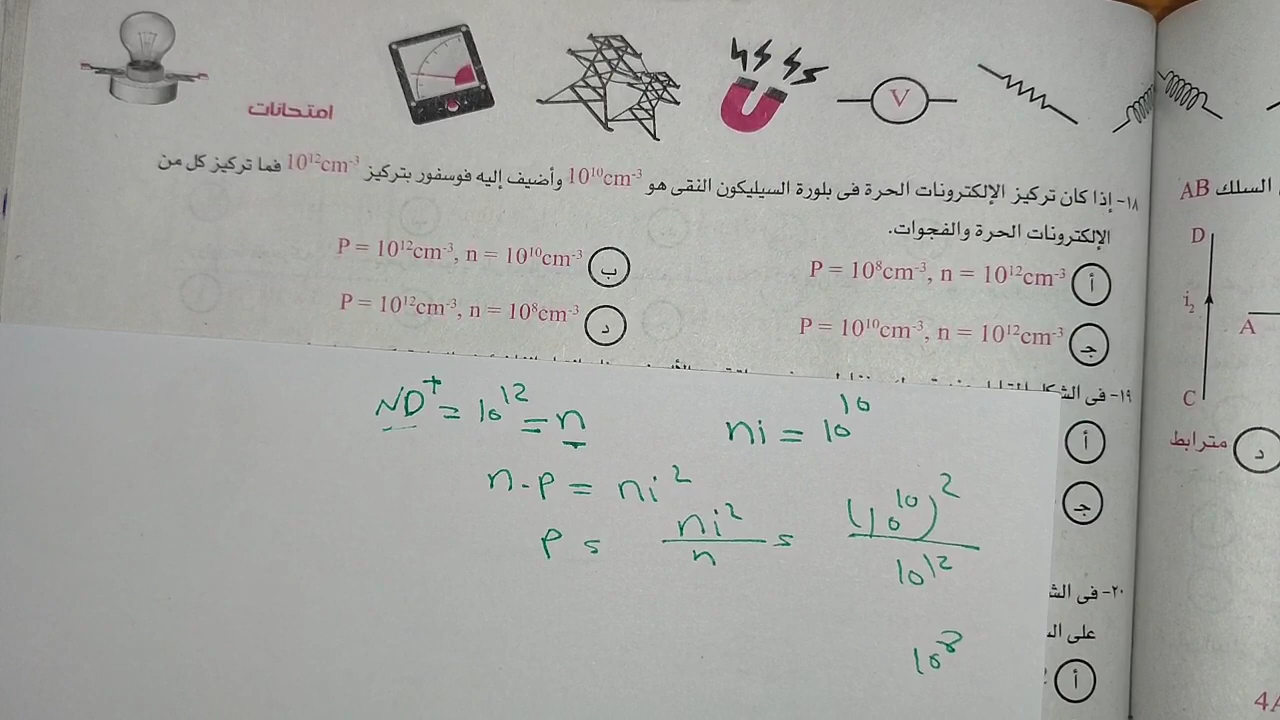 امتحانات
V
١٨- إذا كان تركيز الإلكترونات الحرة فى بلورة السيليكون النقى هو 10¹⁰cm⁻³ وأضيف إليه فوسفور بتركيز 10¹²cm⁻³ فما تركيز كل من
الإلكترونات الحرة والفجوات.
أ P = 10⁸cm⁻³, n = 10¹²cm⁻³
ب P = 10¹²cm⁻³, n = 10¹⁰cm⁻³
جـ P = 10¹⁰cm⁻³, n = 10¹²cm⁻³
د P = 10¹²cm⁻³, n = 10⁸cm⁻³
١٩- فى
أ
جـ
٢٠- فى
على
أ
ND⁺ = 10¹² = n
ni = 10¹⁰
n . p = ni²
p = ni²/n = (10¹⁰)²/10¹²
10⁸
السلك AB
D
i₂
A
C
د مترابط